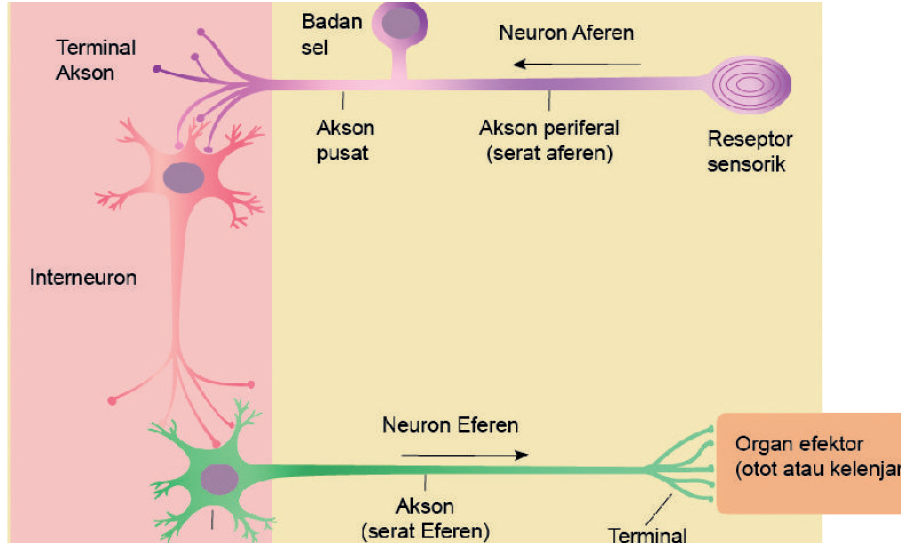 Badan
sel
Neuron Aferen
Terminal
Akson
Akson
pusat
Akson periferal
(serat aferen)
Reseptor
sensorik
Interneuron
Neuron Eferen
Organ efektor
(otot atau kelenjar
Akson
(serat Eferen)
Terminal